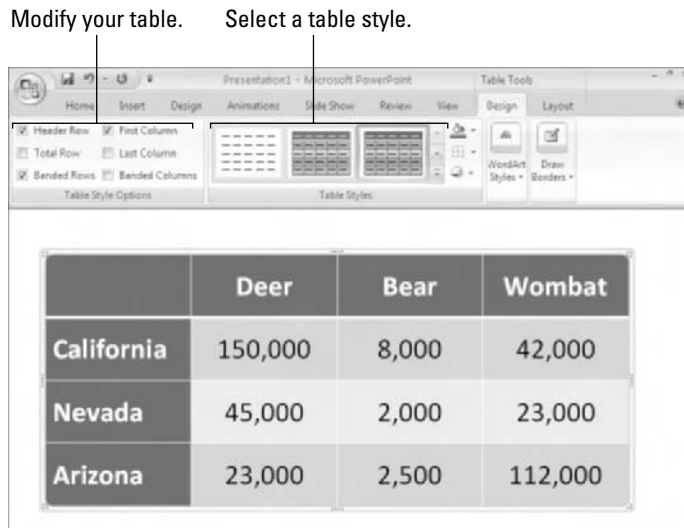 Modify your table. Select a table style.
Presentation1 - Microsoft PowerPoint Table Tools
Home Insert Design Animations Slide Show Review View Design Layout
Header Row First Column
Total Row Last Column
Banded Rows Banded Columns
WordArt Styles Draw Borders
Table Style Options Table Styles
Deer Bear Wombat
California 150,000 8,000 42,000
Nevada 45,000 2,000 23,000
Arizona 23,000 2,500 112,000